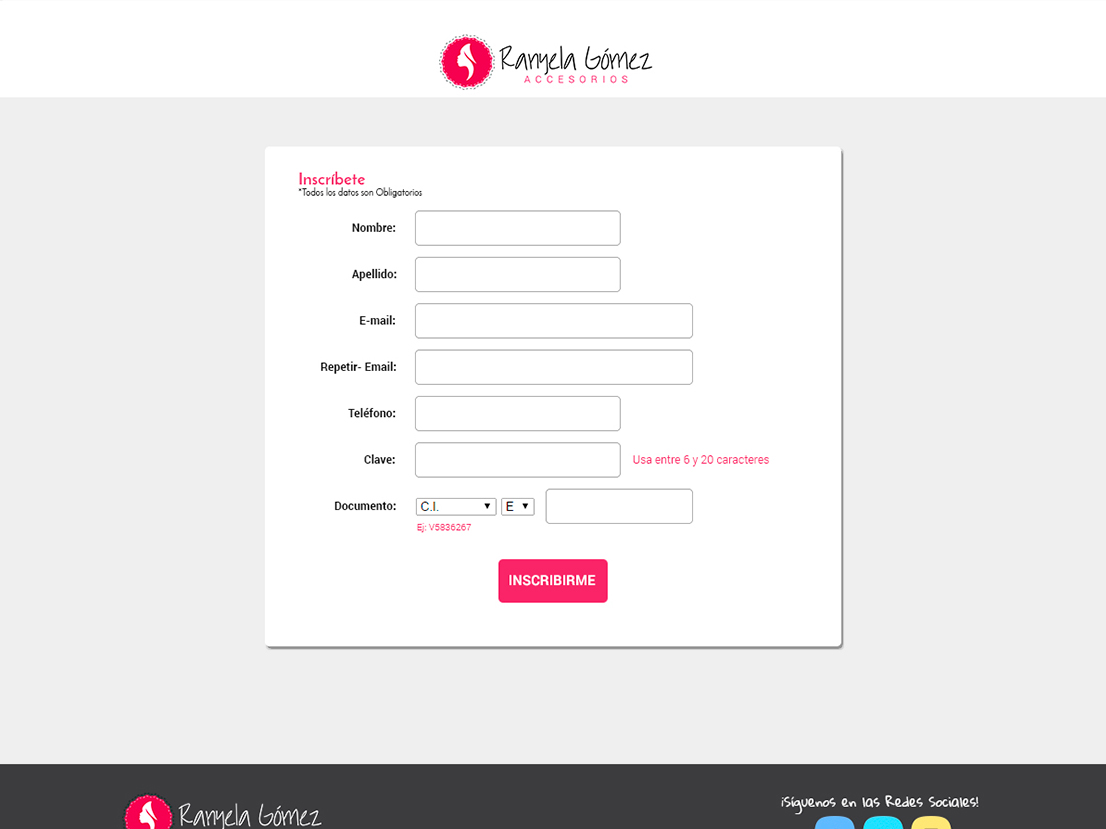 Ranyela Gómez
ACCESORIOS
Inscríbete
*Todos los datos son Obligatorios
Nombre:
Apellido:
E-mail:
Repetir- Email:
Teléfono:
Clave:
Usa entre 6 y 20 caracteres
Documento:
C.I.
E
Ej: V5836267
INSCRIBIRME
Ranyela Gómez
¡Síguenos en las Redes Sociales!